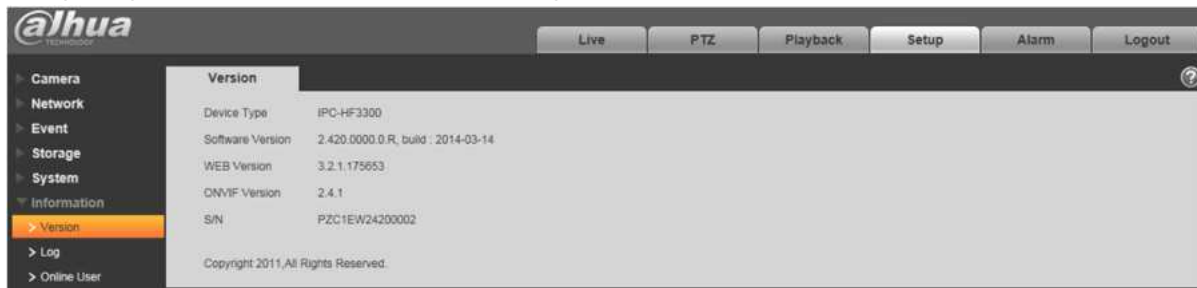 alhua
TECHNOLOGY
Live PTZ Playback Setup Alarm Logout
Camera
Network
Event
Storage
System
Information
> Version
> Log
> Online User
Version
Device Type IPC-HF3300
Software Version 2.420.0000.0.R, build : 2014-03-14
WEB Version 3.2.1.175653
ONVIF Version 2.4.1
S/N PZC1EW24200002
Copyright 2011,All Rights Reserved.
?